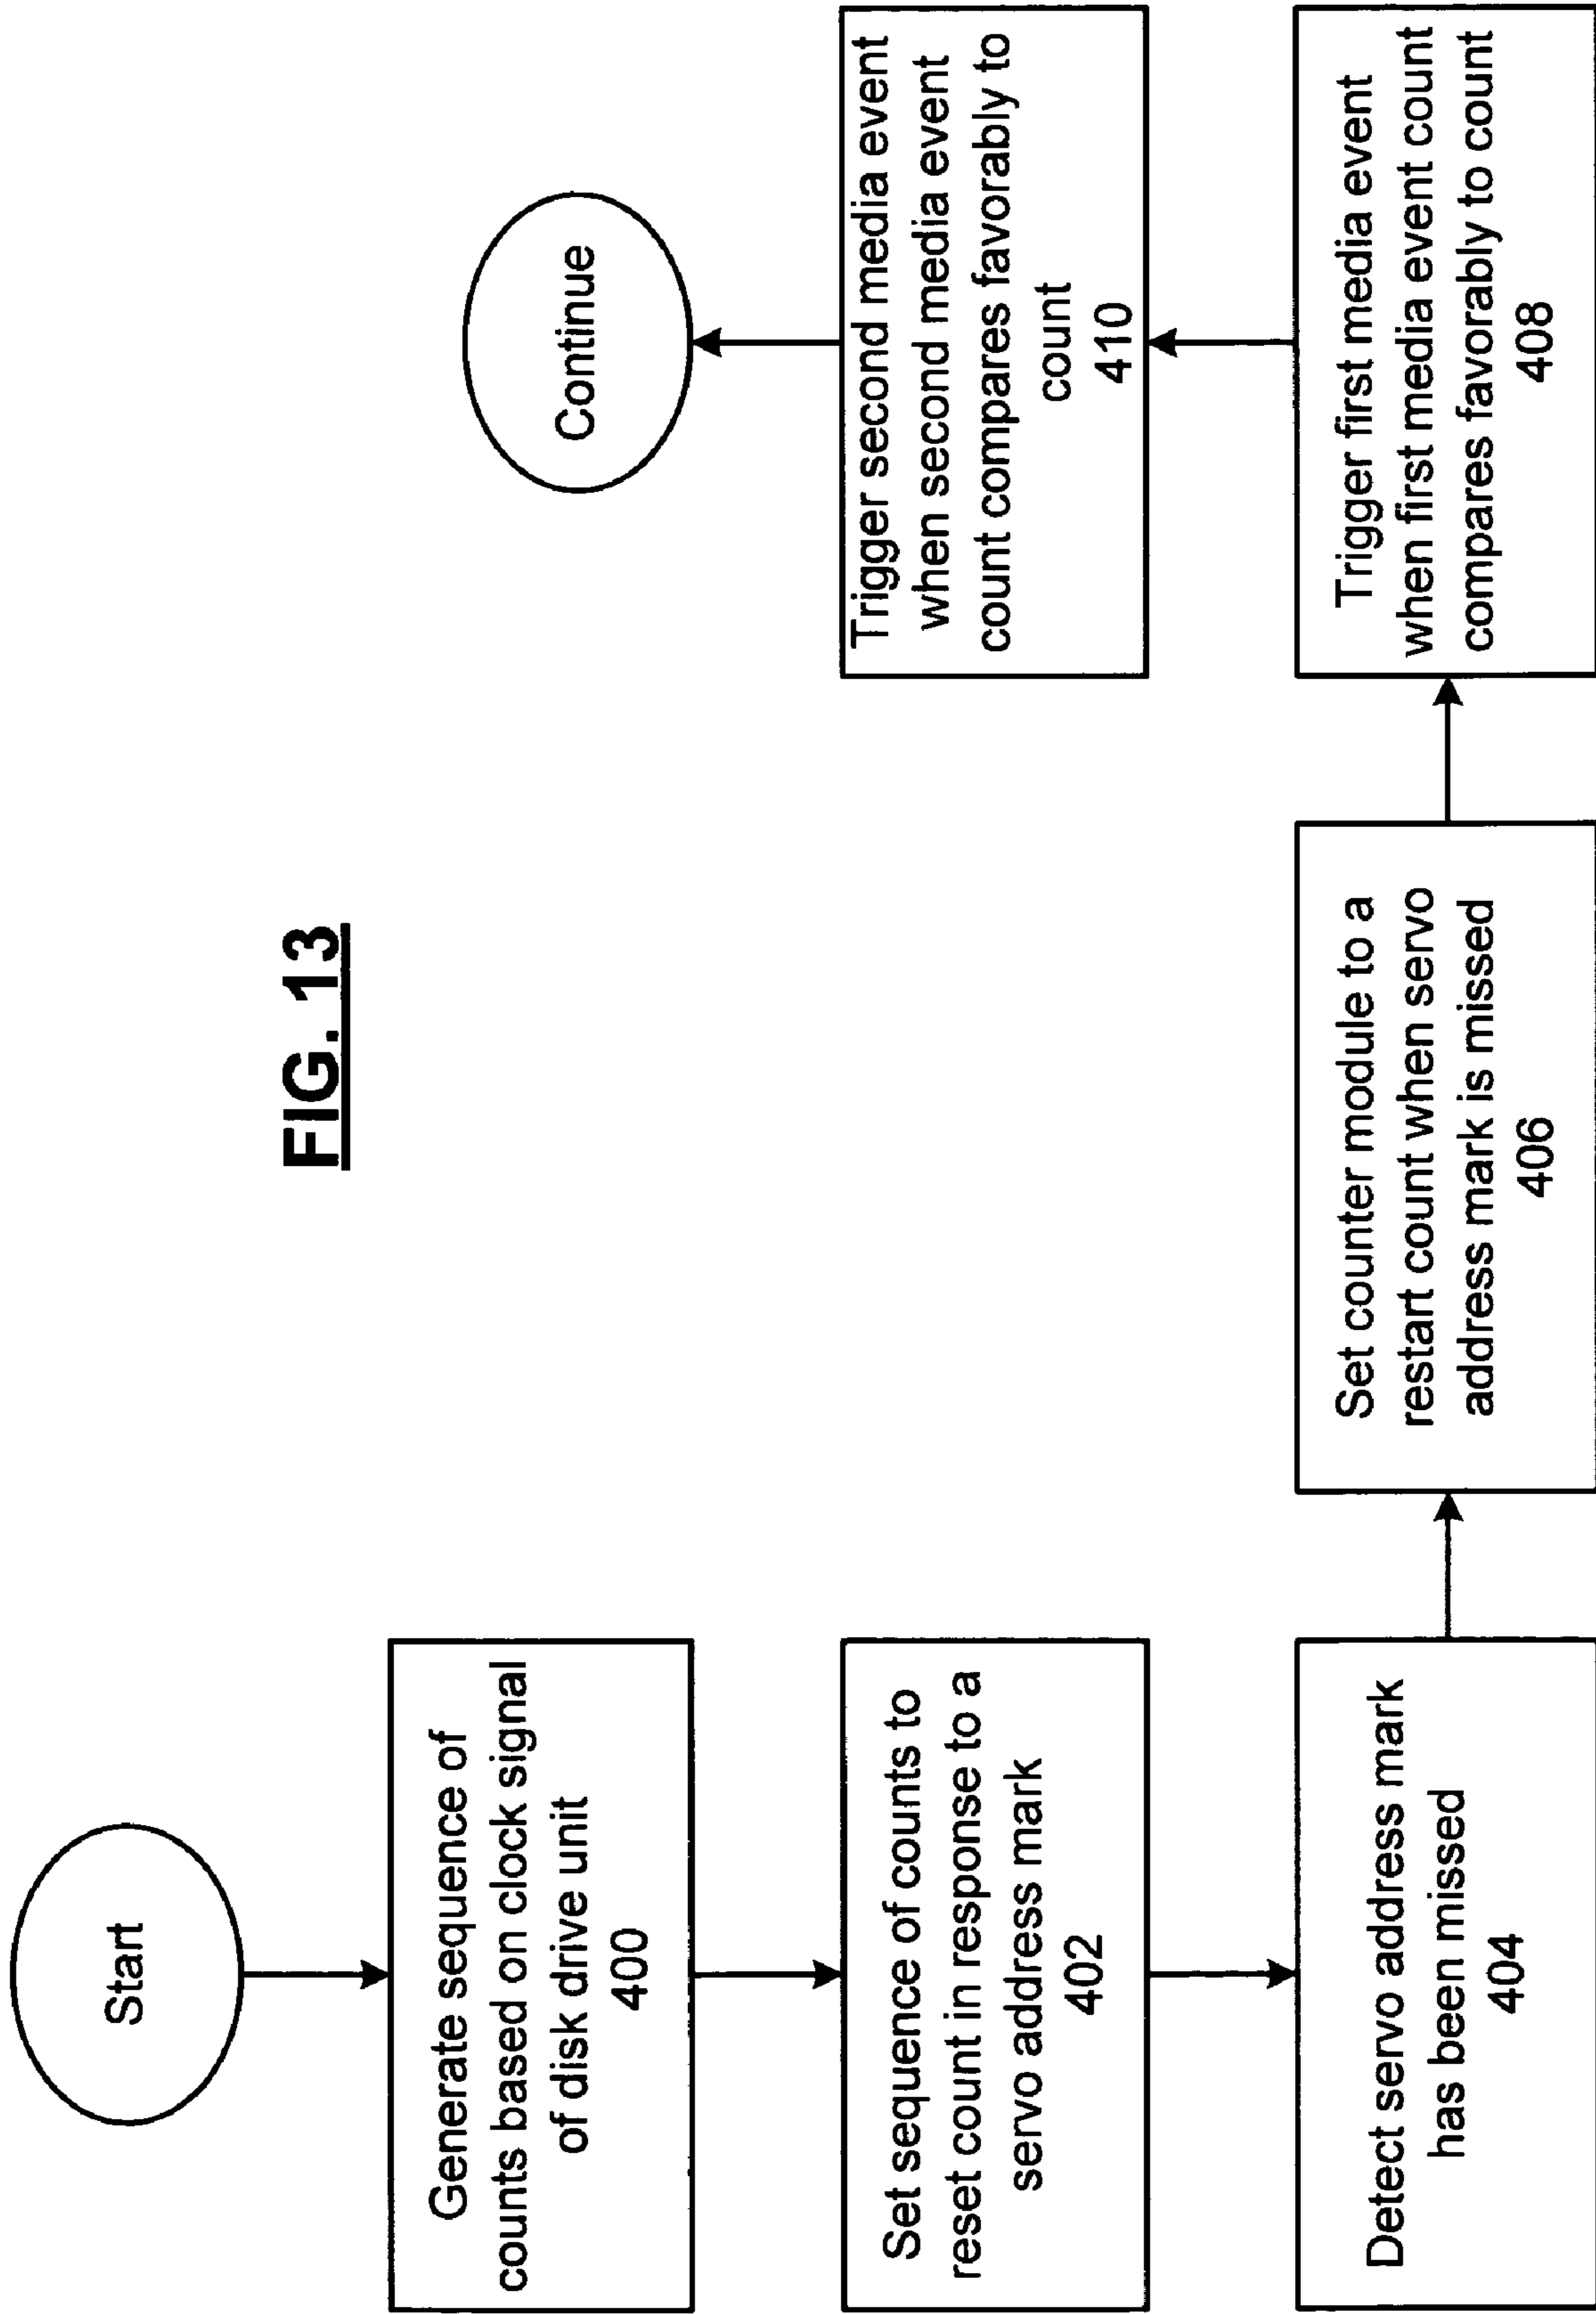 FIG. 13
Start
Generate sequence of
counts based on clock signal
of disk drive unit
400
Set sequence of counts to
reset count in response to a
servo address mark
402
Detect servo address mark
has been missed
404
Set counter module to a
restart count when servo
address mark is missed
406
Trigger first media event
when first media event count
compares favorably to count
408
Trigger second media event
when second media event
count compares favorably to
count
410
Continue